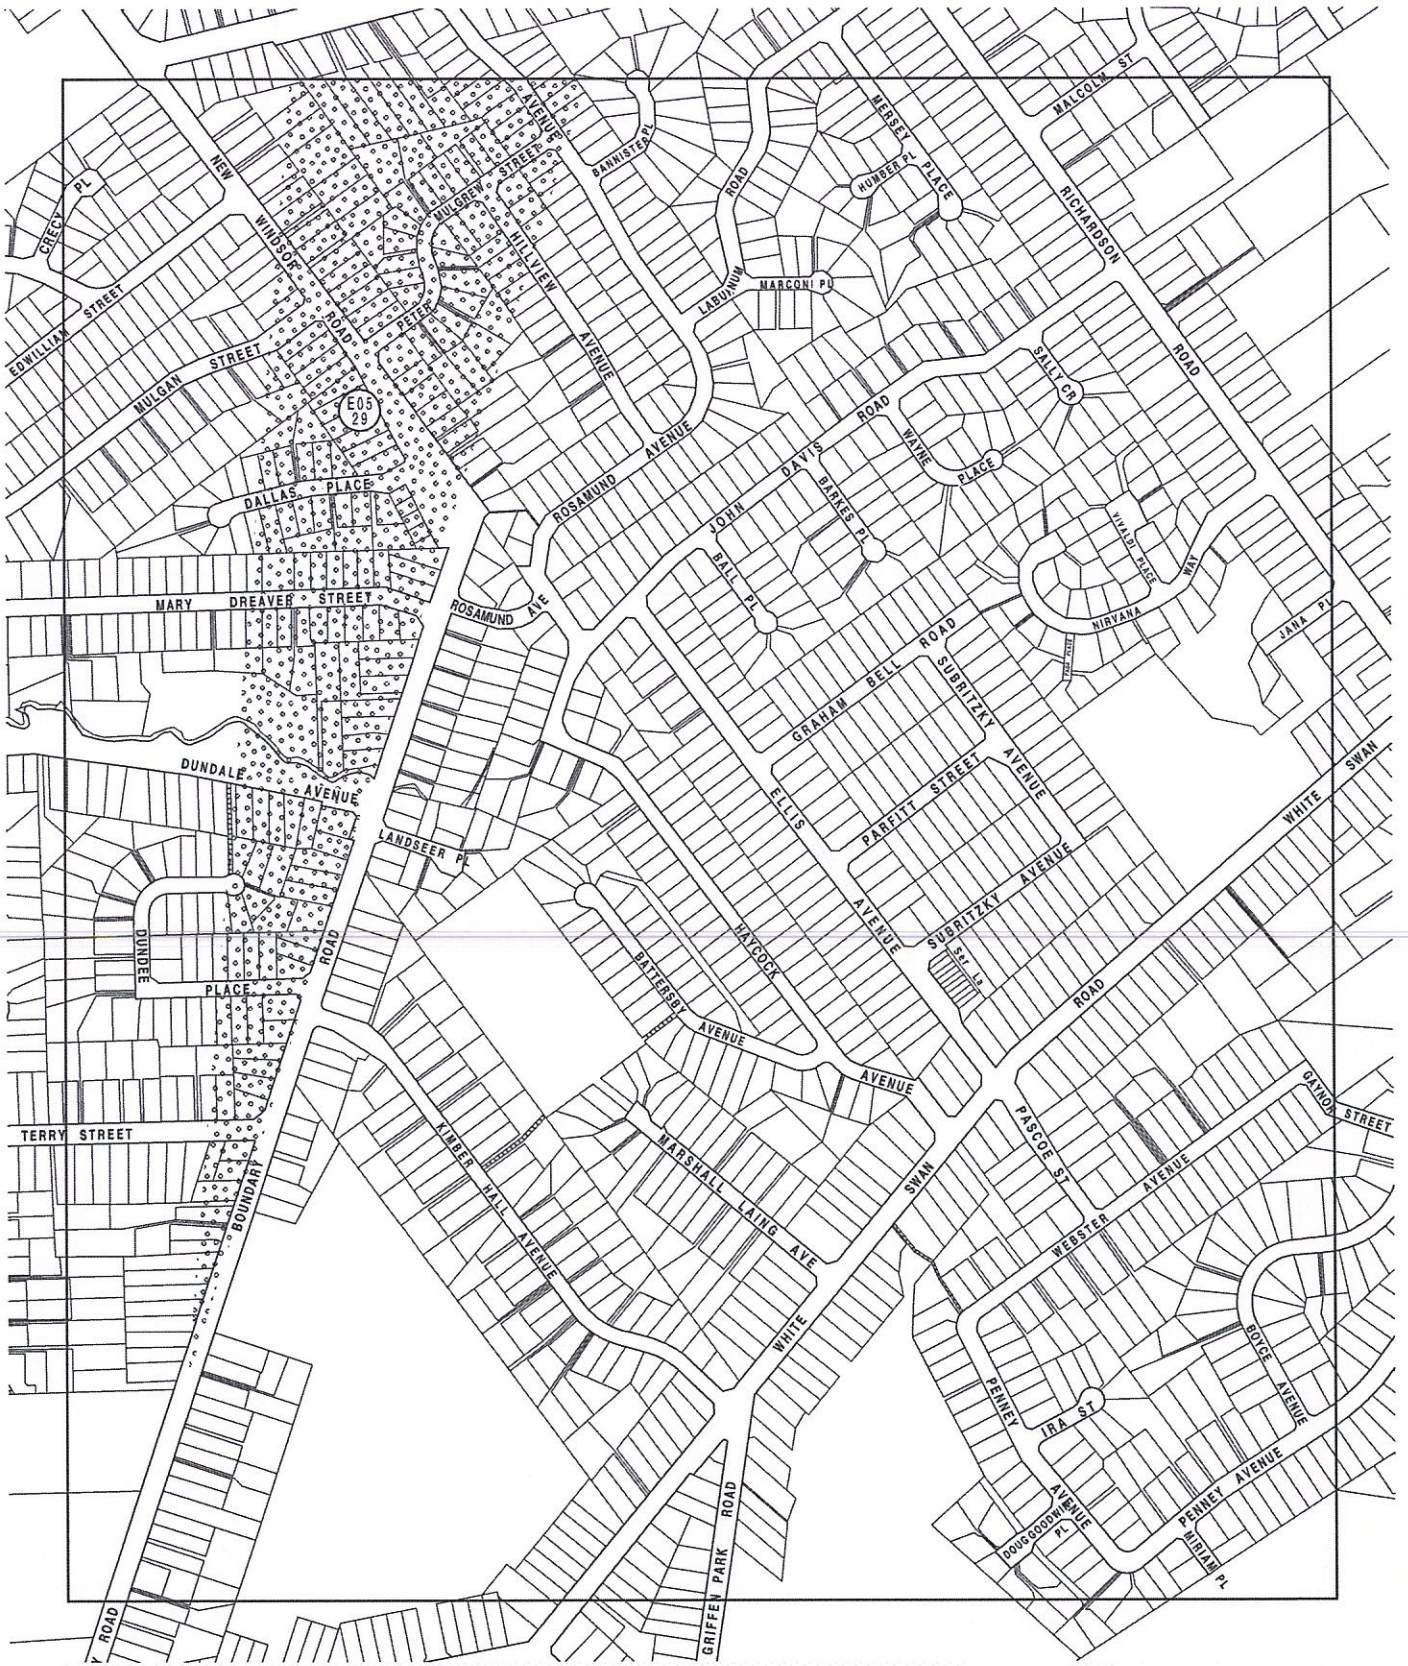 AVENUE
MALCOLM ST
MERSEY PLACE
BANNISTER PL
MULGREW STREET
HUMBER PL
NEW WINDSOR ROAD
CRECY PL
ROAD
RICHARDSON ROAD
HILLVIEW AVENUE
LABURNUM
MARCONI PL
PETER
STREET
EDWILLIAM
MULGAN STREET
E05
29
SALLY CR
ROAD
WAYNE PLACE
JOHN DAVIS
ROSAMUND AVENUE
BARKES PL
DALLAS PLACE
VIVALDI PLACE
WAY
NIRVANA
BALL PL
MARY DREAVER STREET
ROSAMUND AVE
JANA PL
GRAHAM BELL ROAD
SUBRITZKY AVENUE
DUNDALE AVENUE
PARFITT STREET
WHITE SWAN
ELLIS AVENUE
LANDSEER PL
SUBRITZKY AVENUE
HAYCOCK
DUNDEE PLACE
ROAD
BATTERSBY AVENUE
Ser La
ROAD
AVENUE
GAYNOR STREET
TERRY STREET
KIMBER HALL AVENUE
MARSHALL LAING AVE
PASCOE ST
SWAN
BOUNDARY
WEBSTER AVENUE
WHITE
BOYCE AVENUE
PENNEY AVENUE
IRA ST
PENNEY AVENUE
DOUG GOODWIN PL
MIRIAM PL
GRIFFEN PARK ROAD
Y ROAD